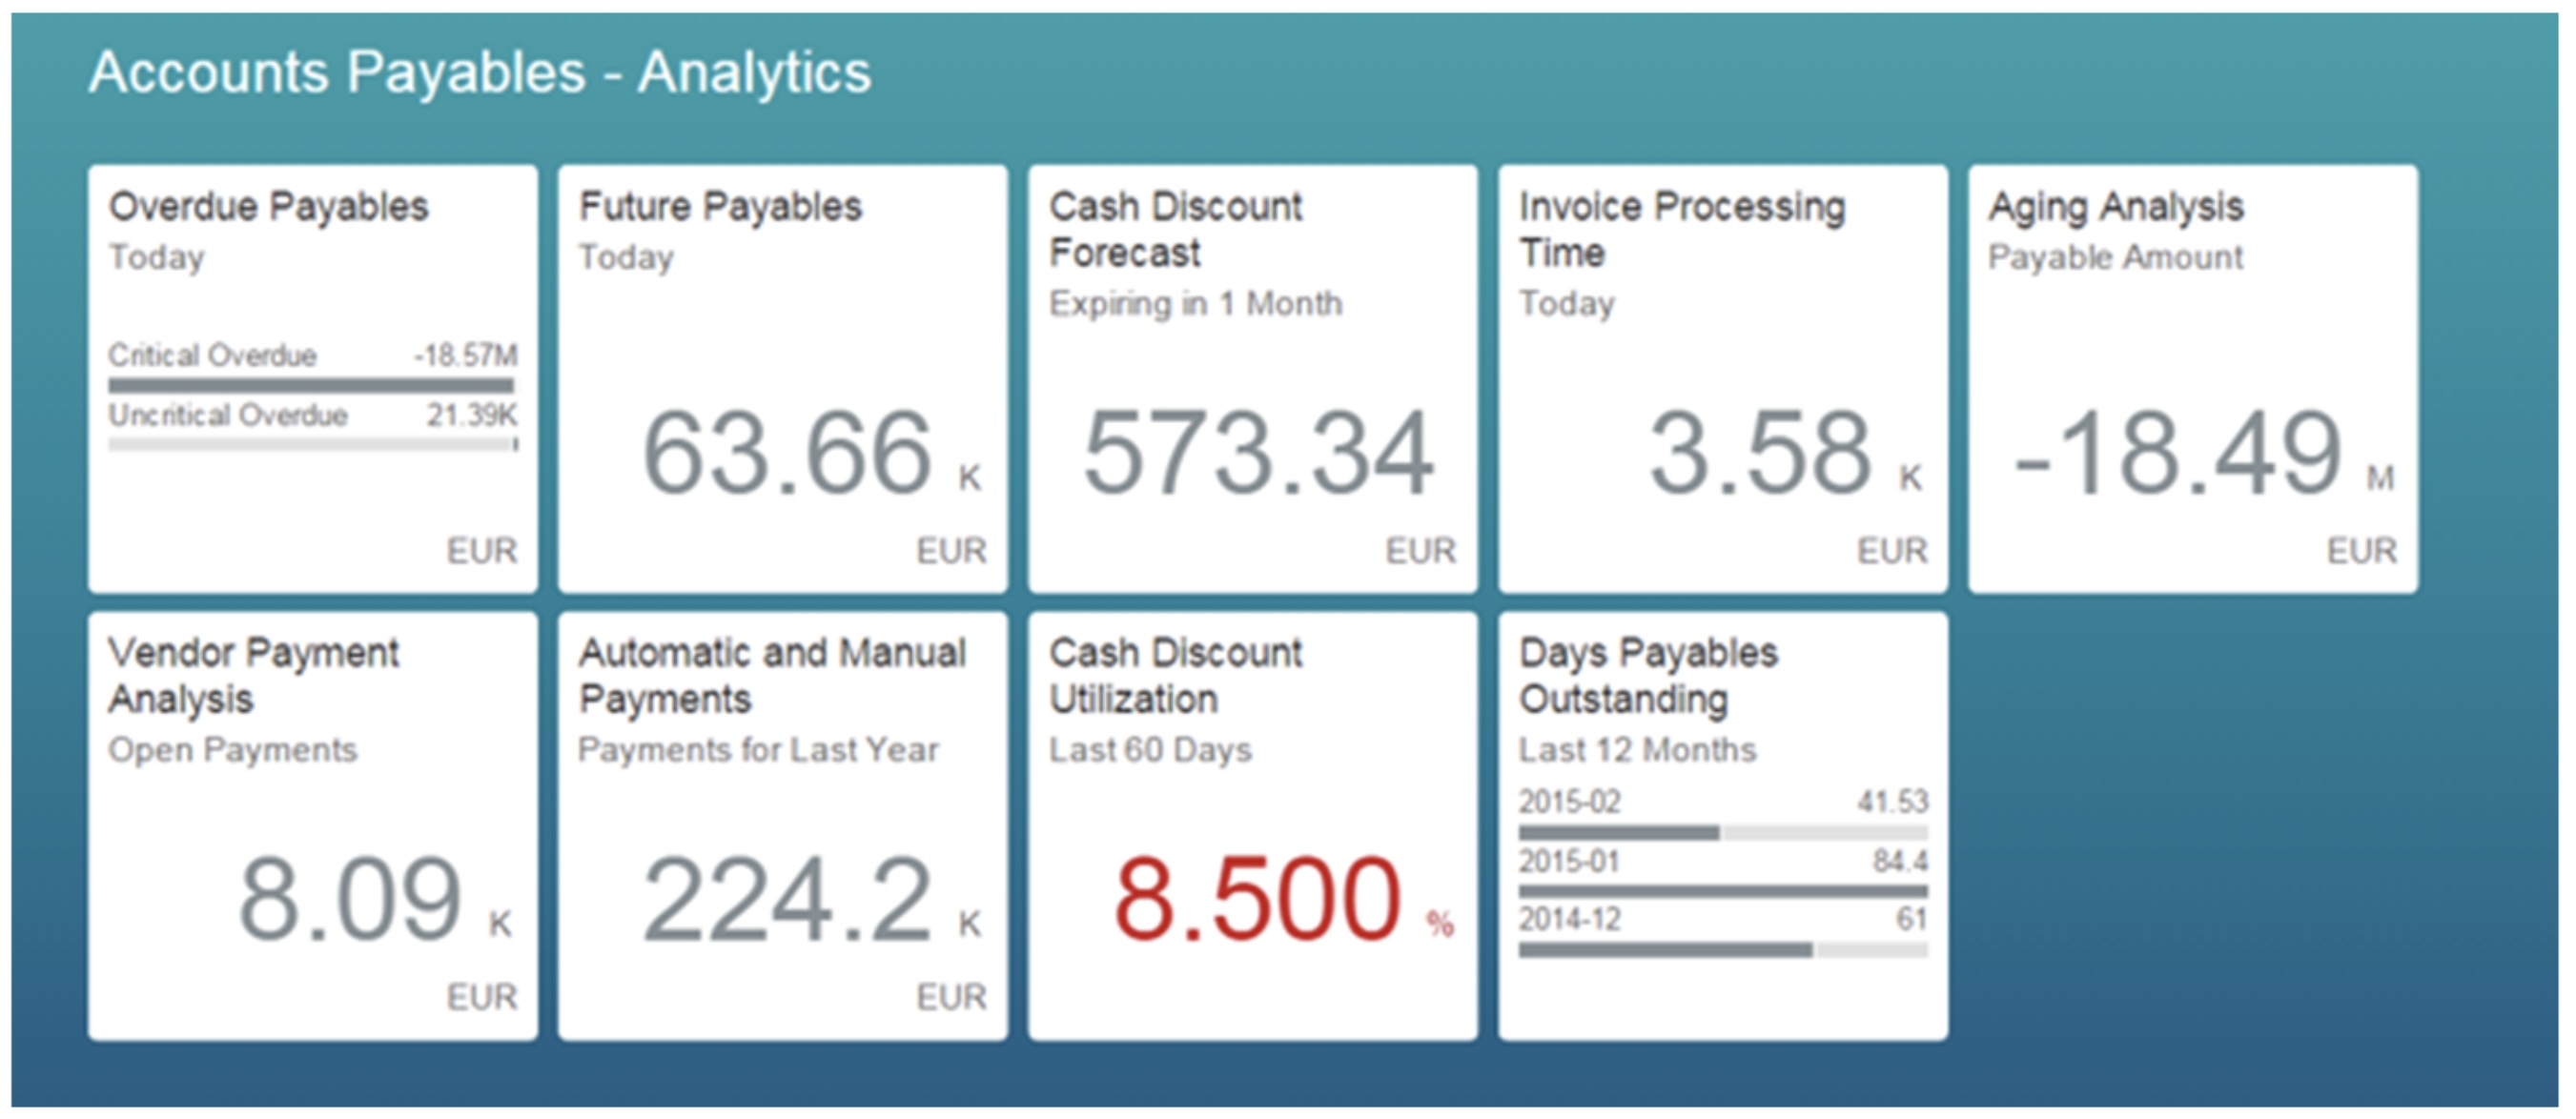 Accounts Payables - Analytics
Overdue Payables
Today
Critical Overdue -18.57M
Uncritical Overdue 21.39K
EUR
Future Payables
Today
63.66 K
EUR
Cash Discount
Forecast
Expiring in 1 Month
573.34
EUR
Invoice Processing
Time
Today
3.58 K
EUR
Aging Analysis
Payable Amount
-18.49 M
EUR
Vendor Payment
Analysis
Open Payments
8.09 K
EUR
Automatic and Manual
Payments
Payments for Last Year
224.2 K
EUR
Cash Discount
Utilization
Last 60 Days
8.500 %
Days Payables
Outstanding
Last 12 Months
2015-02 41.53
2015-01 84.4
2014-12 61